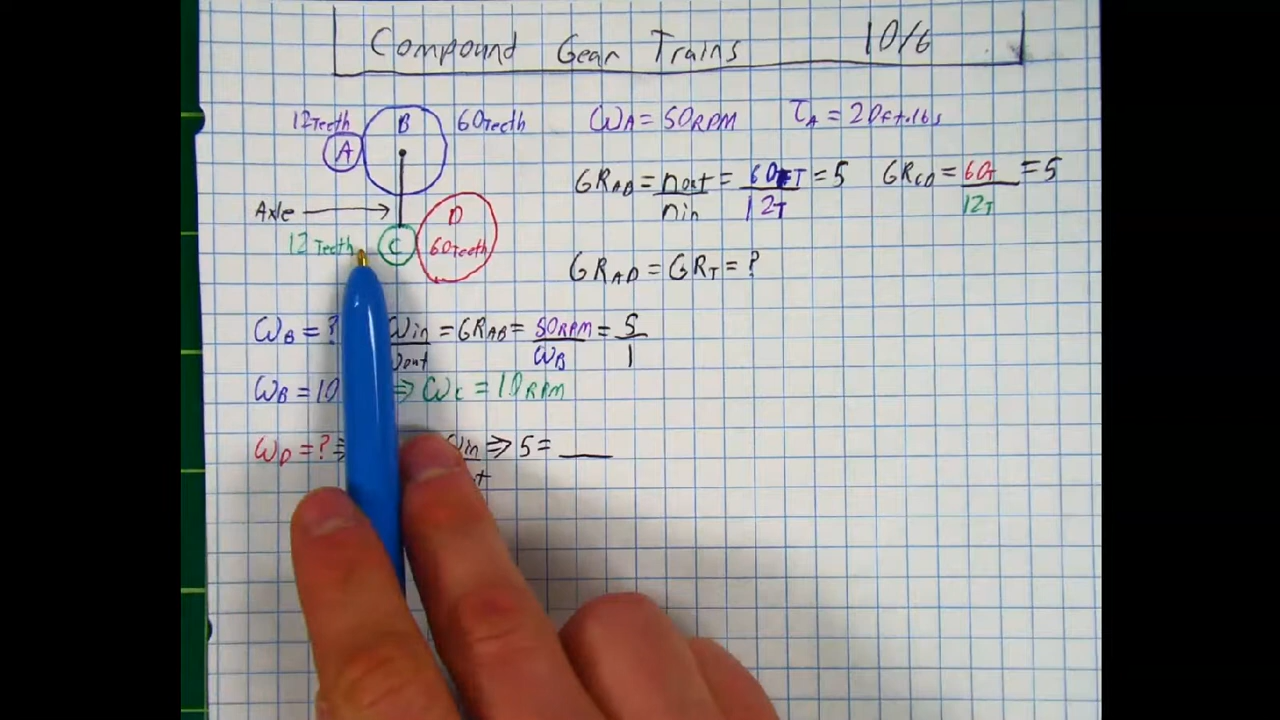 Compound Gear Trains 10/6
12 Teeth A B 60 Teeth
ωA = 50 RPM τA = 20 ft.lbs
GRAB = nout/nin = 60T/12T = 5 GRCD = 60T/12T = 5
Axle → D
12 Teeth C 60 Teeth
GRAD = GRT = ?
ωB = ? ωin/ωout = GRAB = 50 RPM/ωB = 5/1
ωB = 10 ⇒ ωC = 10 RPM
ωD = ? ⇒ ωin ⇒ 5 = ___